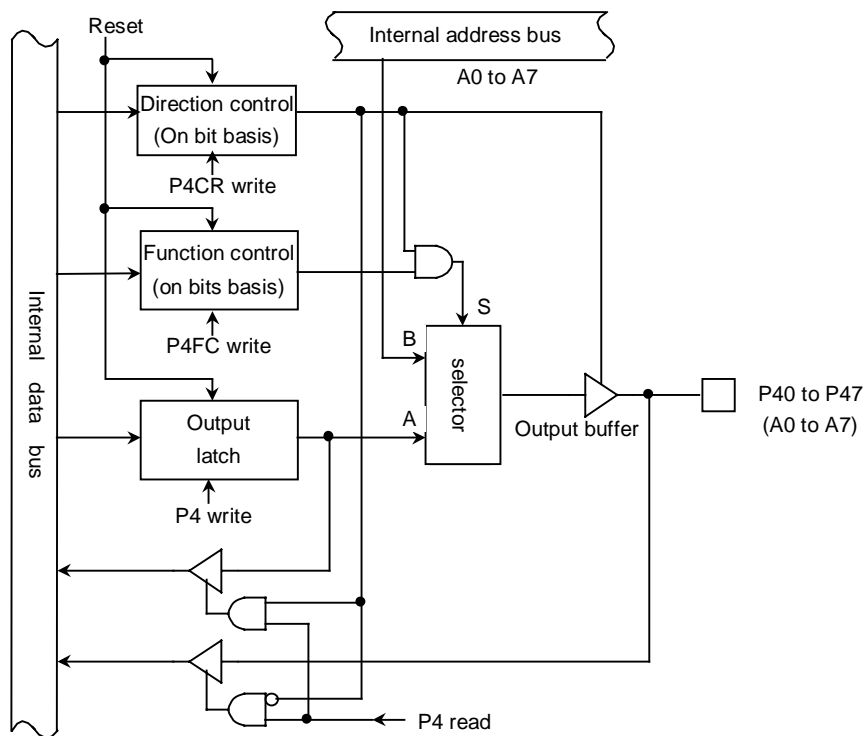 Reset
Internal address bus
A0 to A7
Direction control
(On bit basis)
P4CR write
Function control
(on bits basis)
P4FC write
S
B
A
selector
Output
latch
P4 write
Output buffer
P40 to P47
(A0 to A7)
Internal data bus
P4 read